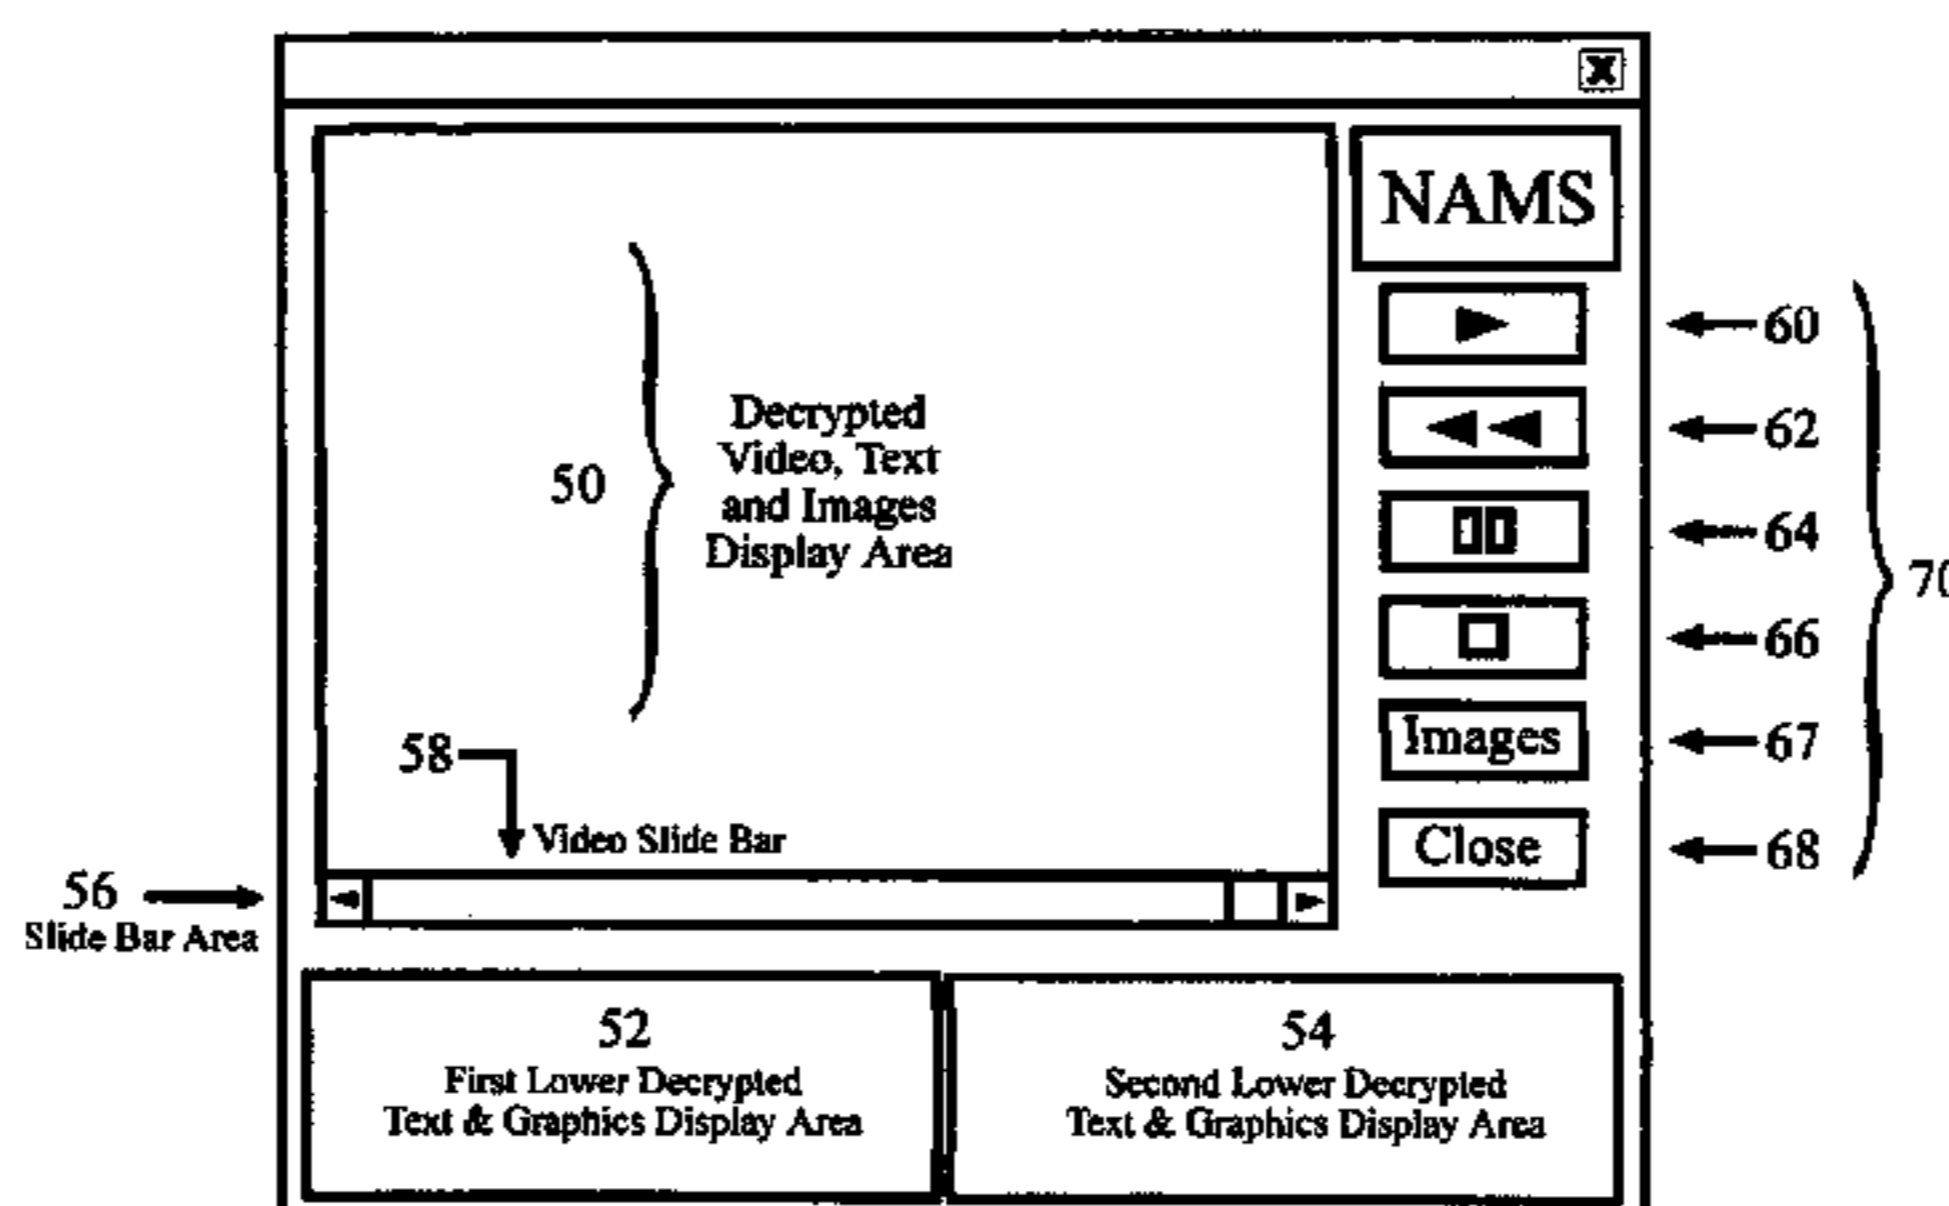 X
NAMS
60
62
50
Decrypted
Video, Text
and Images
Display Area
64
70
66
Images
67
58
Video Slide Bar
Close
68
56
Slide Bar Area
52
First Lower Decrypted
Text & Graphics Display Area
54
Second Lower Decrypted
Text & Graphics Display Area